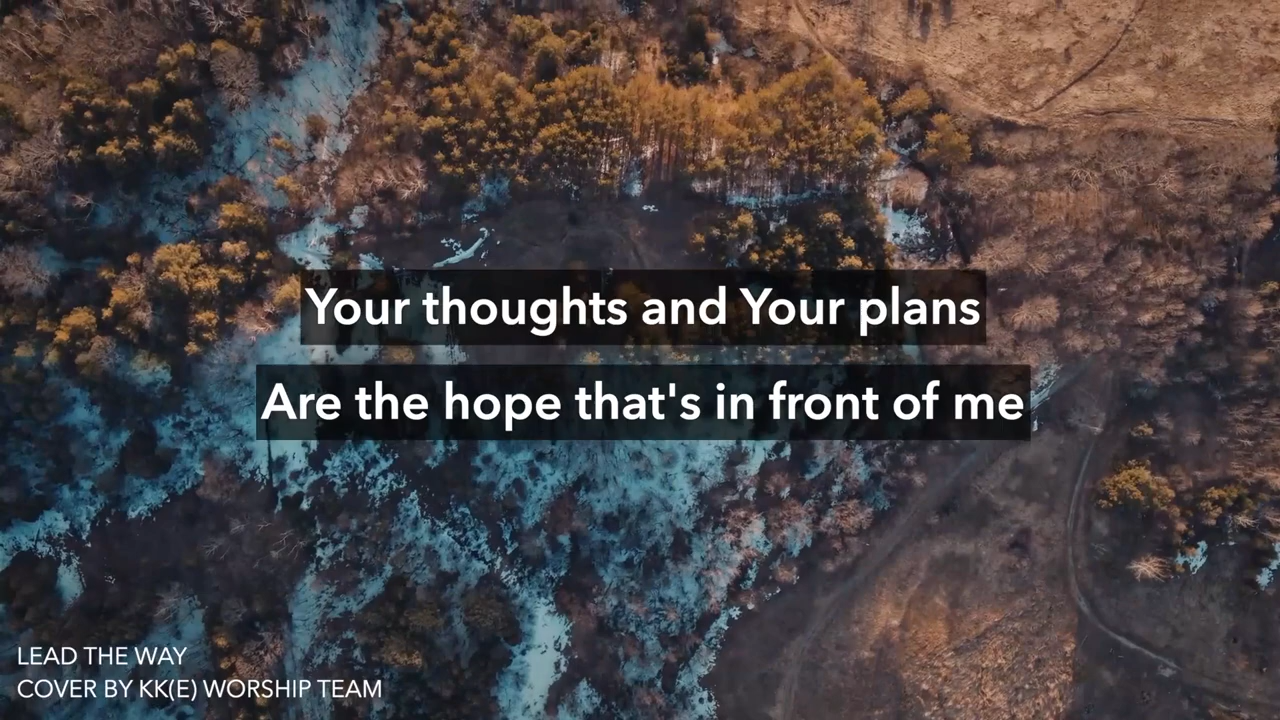 Your thoughts and Your plans
Are the hope that's in front of me
LEAD THE WAY
COVER BY KK(E) WORSHIP TEAM